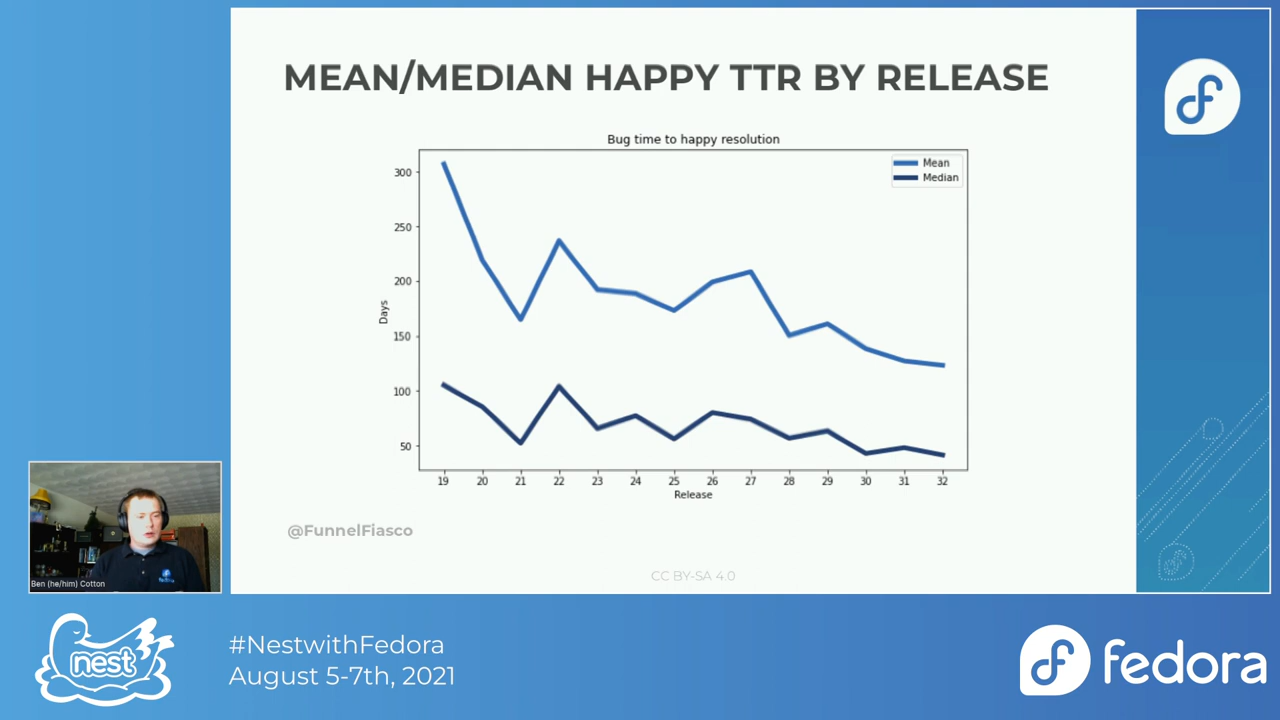 MEAN/MEDIAN HAPPY TTR BY RELEASE
Bug time to happy resolution
Mean
Median
300
250
200
150
100
50
Days
19 20 21 22 23 24 25 26 27 28 29 30 31 32
Release
@FunnelFiasco
CC BY-SA 4.0
Ben (he/him) Cotton
nest
#NestwithFedora
August 5-7th, 2021
fedora